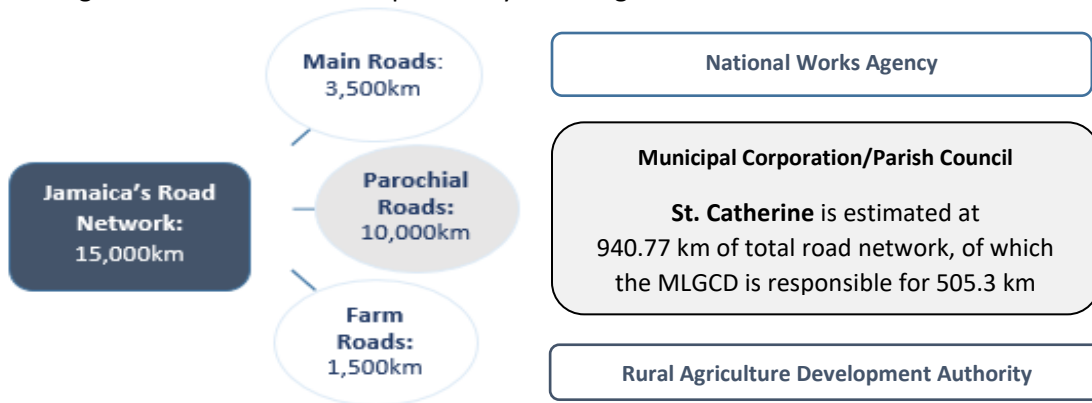 Main Roads:
3,500km
National Works Agency
Jamaica's Road
Network:
15,000km
Parochial
Roads:
10,000km
Municipal Corporation/Parish Council
St. Catherine is estimated at
940.77 km of total road network, of which
the MLGCD is responsible for 505.3 km
Farm
Roads:
1,500km
Rural Agriculture Development Authority